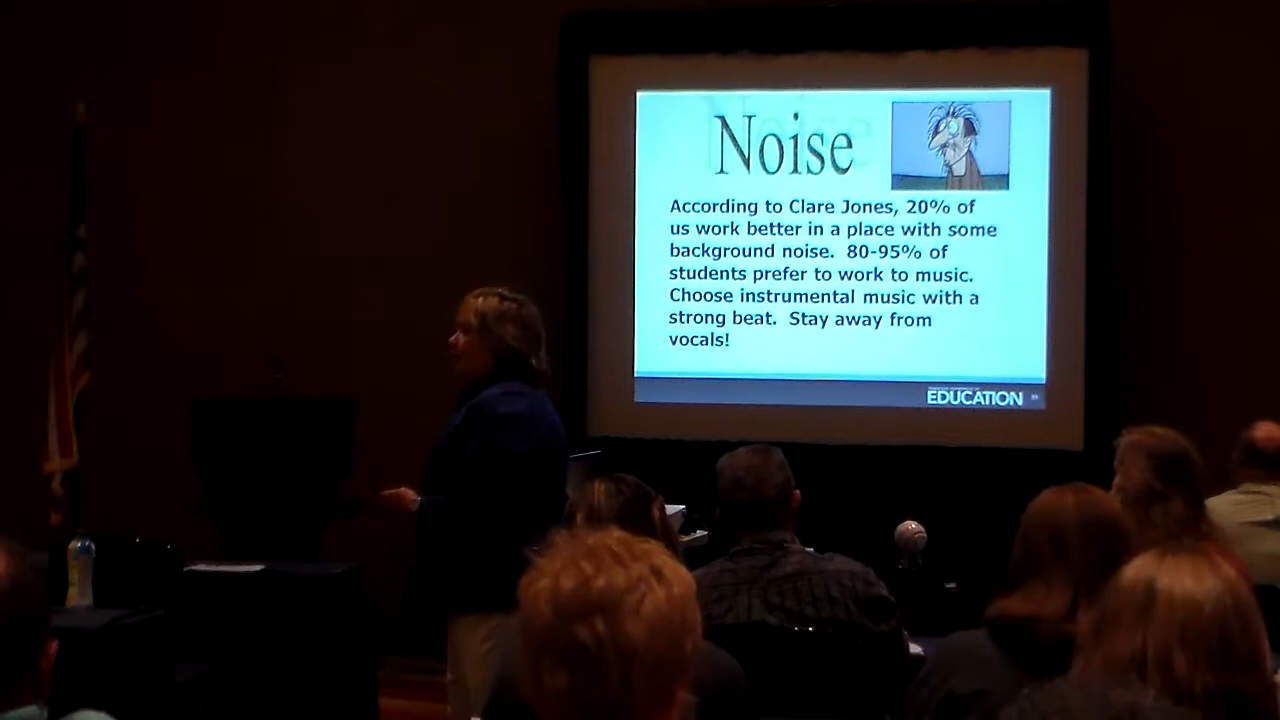 Noise
According to Clare Jones, 20% of
us work better in a place with some
background noise.  80-95% of
students prefer to work to music.
Choose instrumental music with a
strong beat.  Stay away from
vocals!
EDUCATION